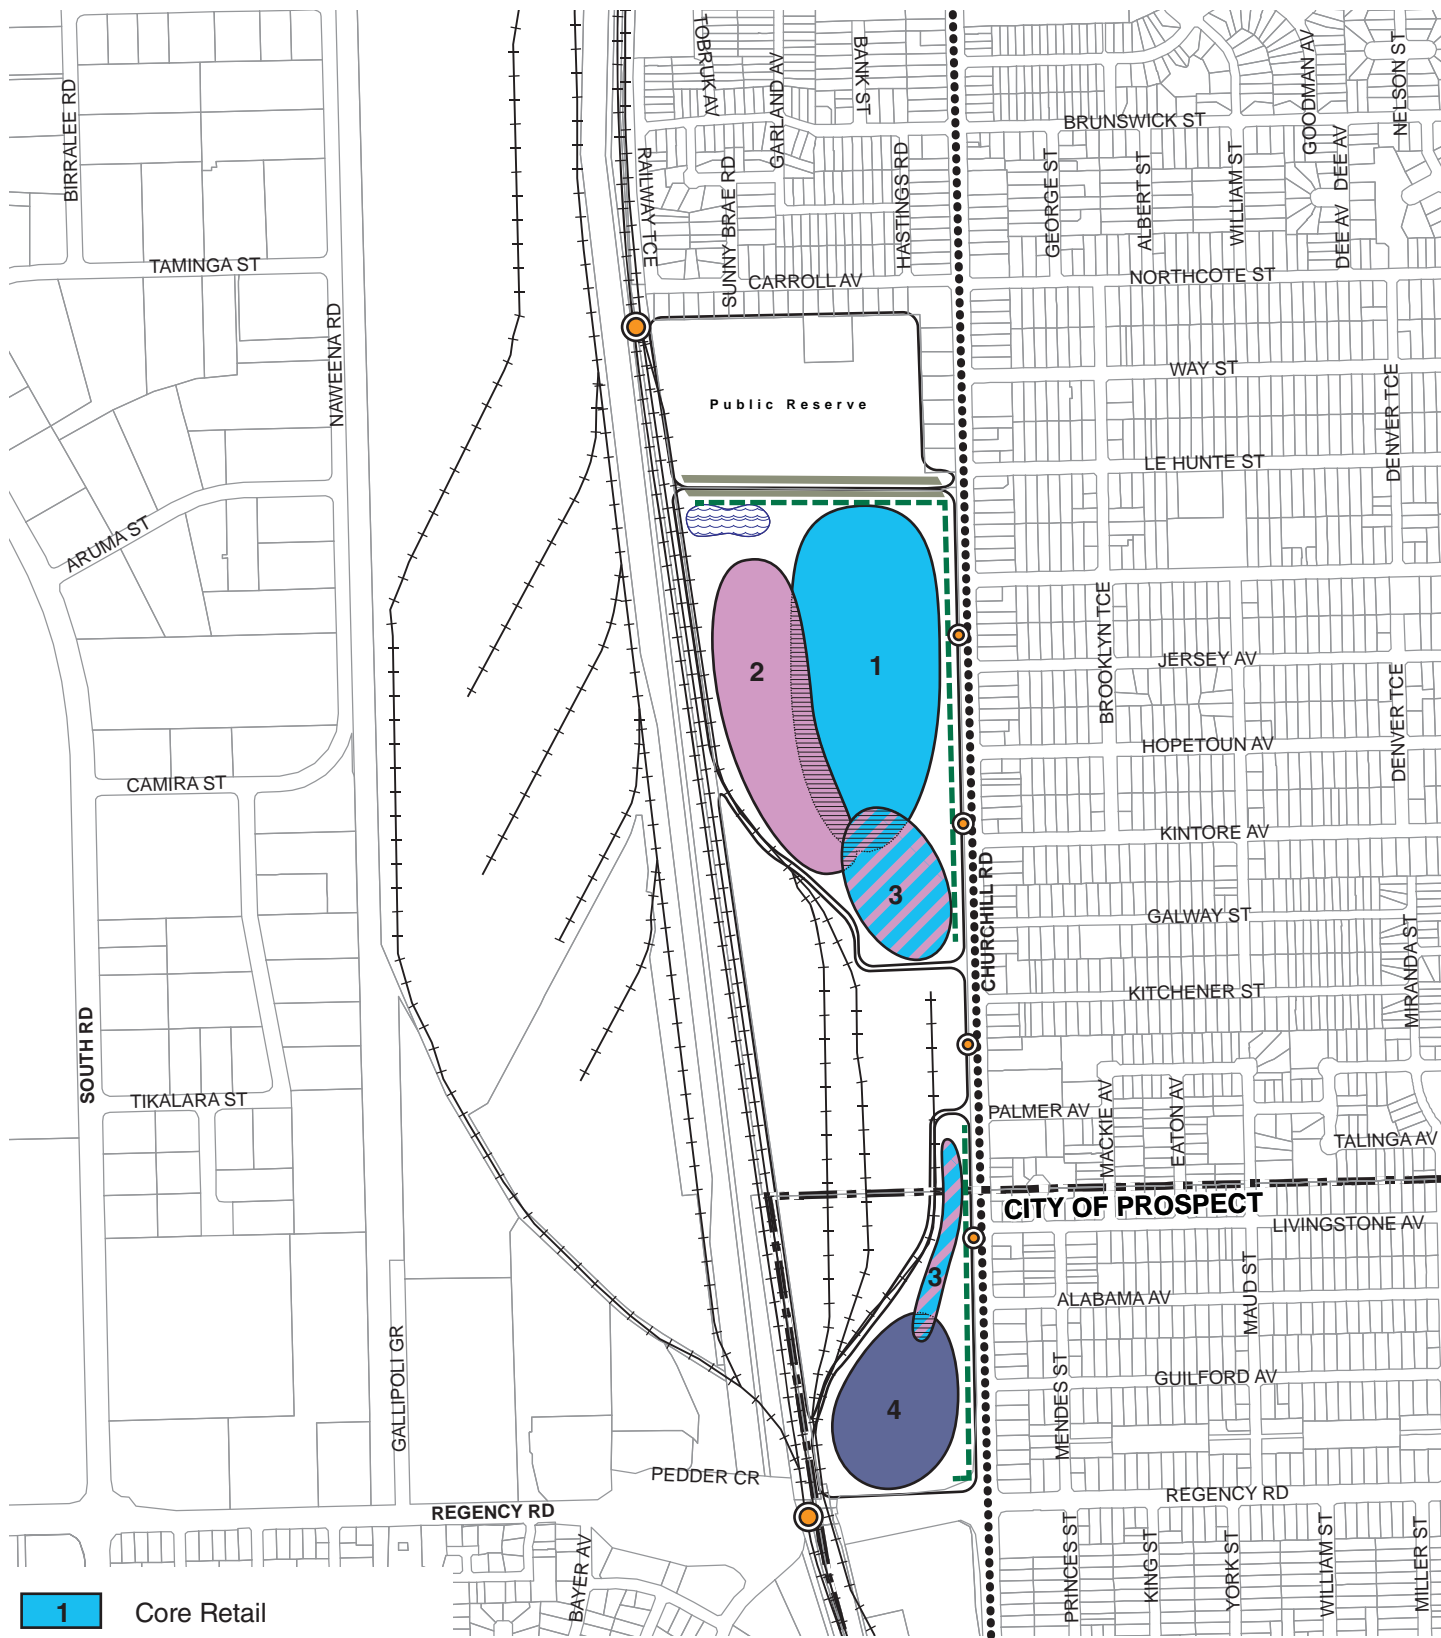 TOBRUK AV
GARLAND AV
BANK ST
GOODMAN AV
NELSON ST
BIRRALEE RD
BRUNSWICK ST
RAILWAY TCE
SUNNY BRAE RD
HASTINGS RD
GEORGE ST
ALBERT ST
WILLIAM ST
DEE AV
DEE AV
TAMINGA ST
CARROLL AV
NORTHCOTE ST
NAWEENA RD
WAY ST
DENVER TCE
Public Reserve
LE HUNTE ST
ARUMA ST
BROOKLYN TCE
2
1
JERSEY AV
DENVER TCE
HOPETOUN AV
CAMIRA ST
KINTORE AV
3
CHURCHILL RD
GALWAY ST
MIRANDA ST
KITCHENER ST
SOUTH RD
TIKALARA ST
PALMER AV
MACKIE AV
EATON AV
TALINGA AV
CITY OF PROSPECT
LIVINGSTONE AV
3
ALABAMA AV
MAUD ST
GALLIPOLI GR
GUILFORD AV
4
MENDES ST
PEDDER CR
REGENCY RD
REGENCY RD
BAYER AV
PRINCES ST
KING ST
YORK ST
WILLIAM ST
MILLER ST
1 Core Retail